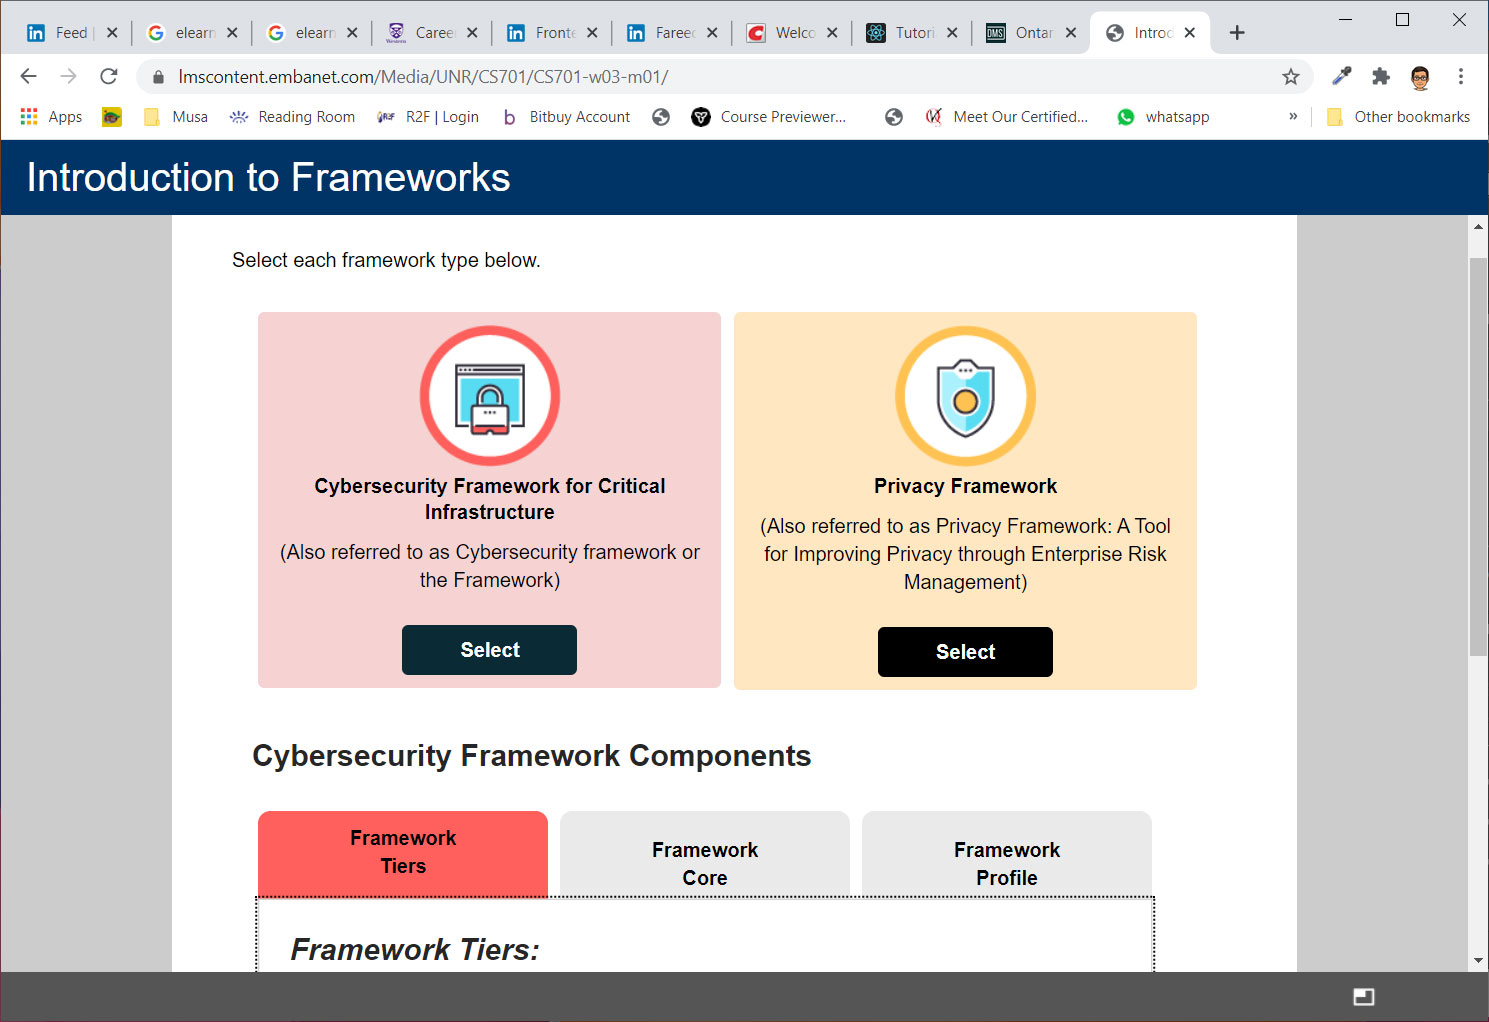 Feed
elearn
elearn
Career
Fronte
Fareed
Welco
Tutori
Ontar
Introd
lmscontent.embanet.com/Media/UNR/CS701/CS701-w03-m01/
Apps
Musa
Reading Room
R2F | Login
Bitbuy Account
Course Previewer...
Meet Our Certified...
whatsapp
»
Other bookmarks
Introduction to Frameworks
Select each framework type below.
Cybersecurity Framework for Critical
Infrastructure
(Also referred to as Cybersecurity framework or
the Framework)
Select
Privacy Framework
(Also referred to as Privacy Framework: A Tool
for Improving Privacy through Enterprise Risk
Management)
Select
Cybersecurity Framework Components
Framework
Tiers
Framework
Core
Framework
Profile
Framework Tiers: